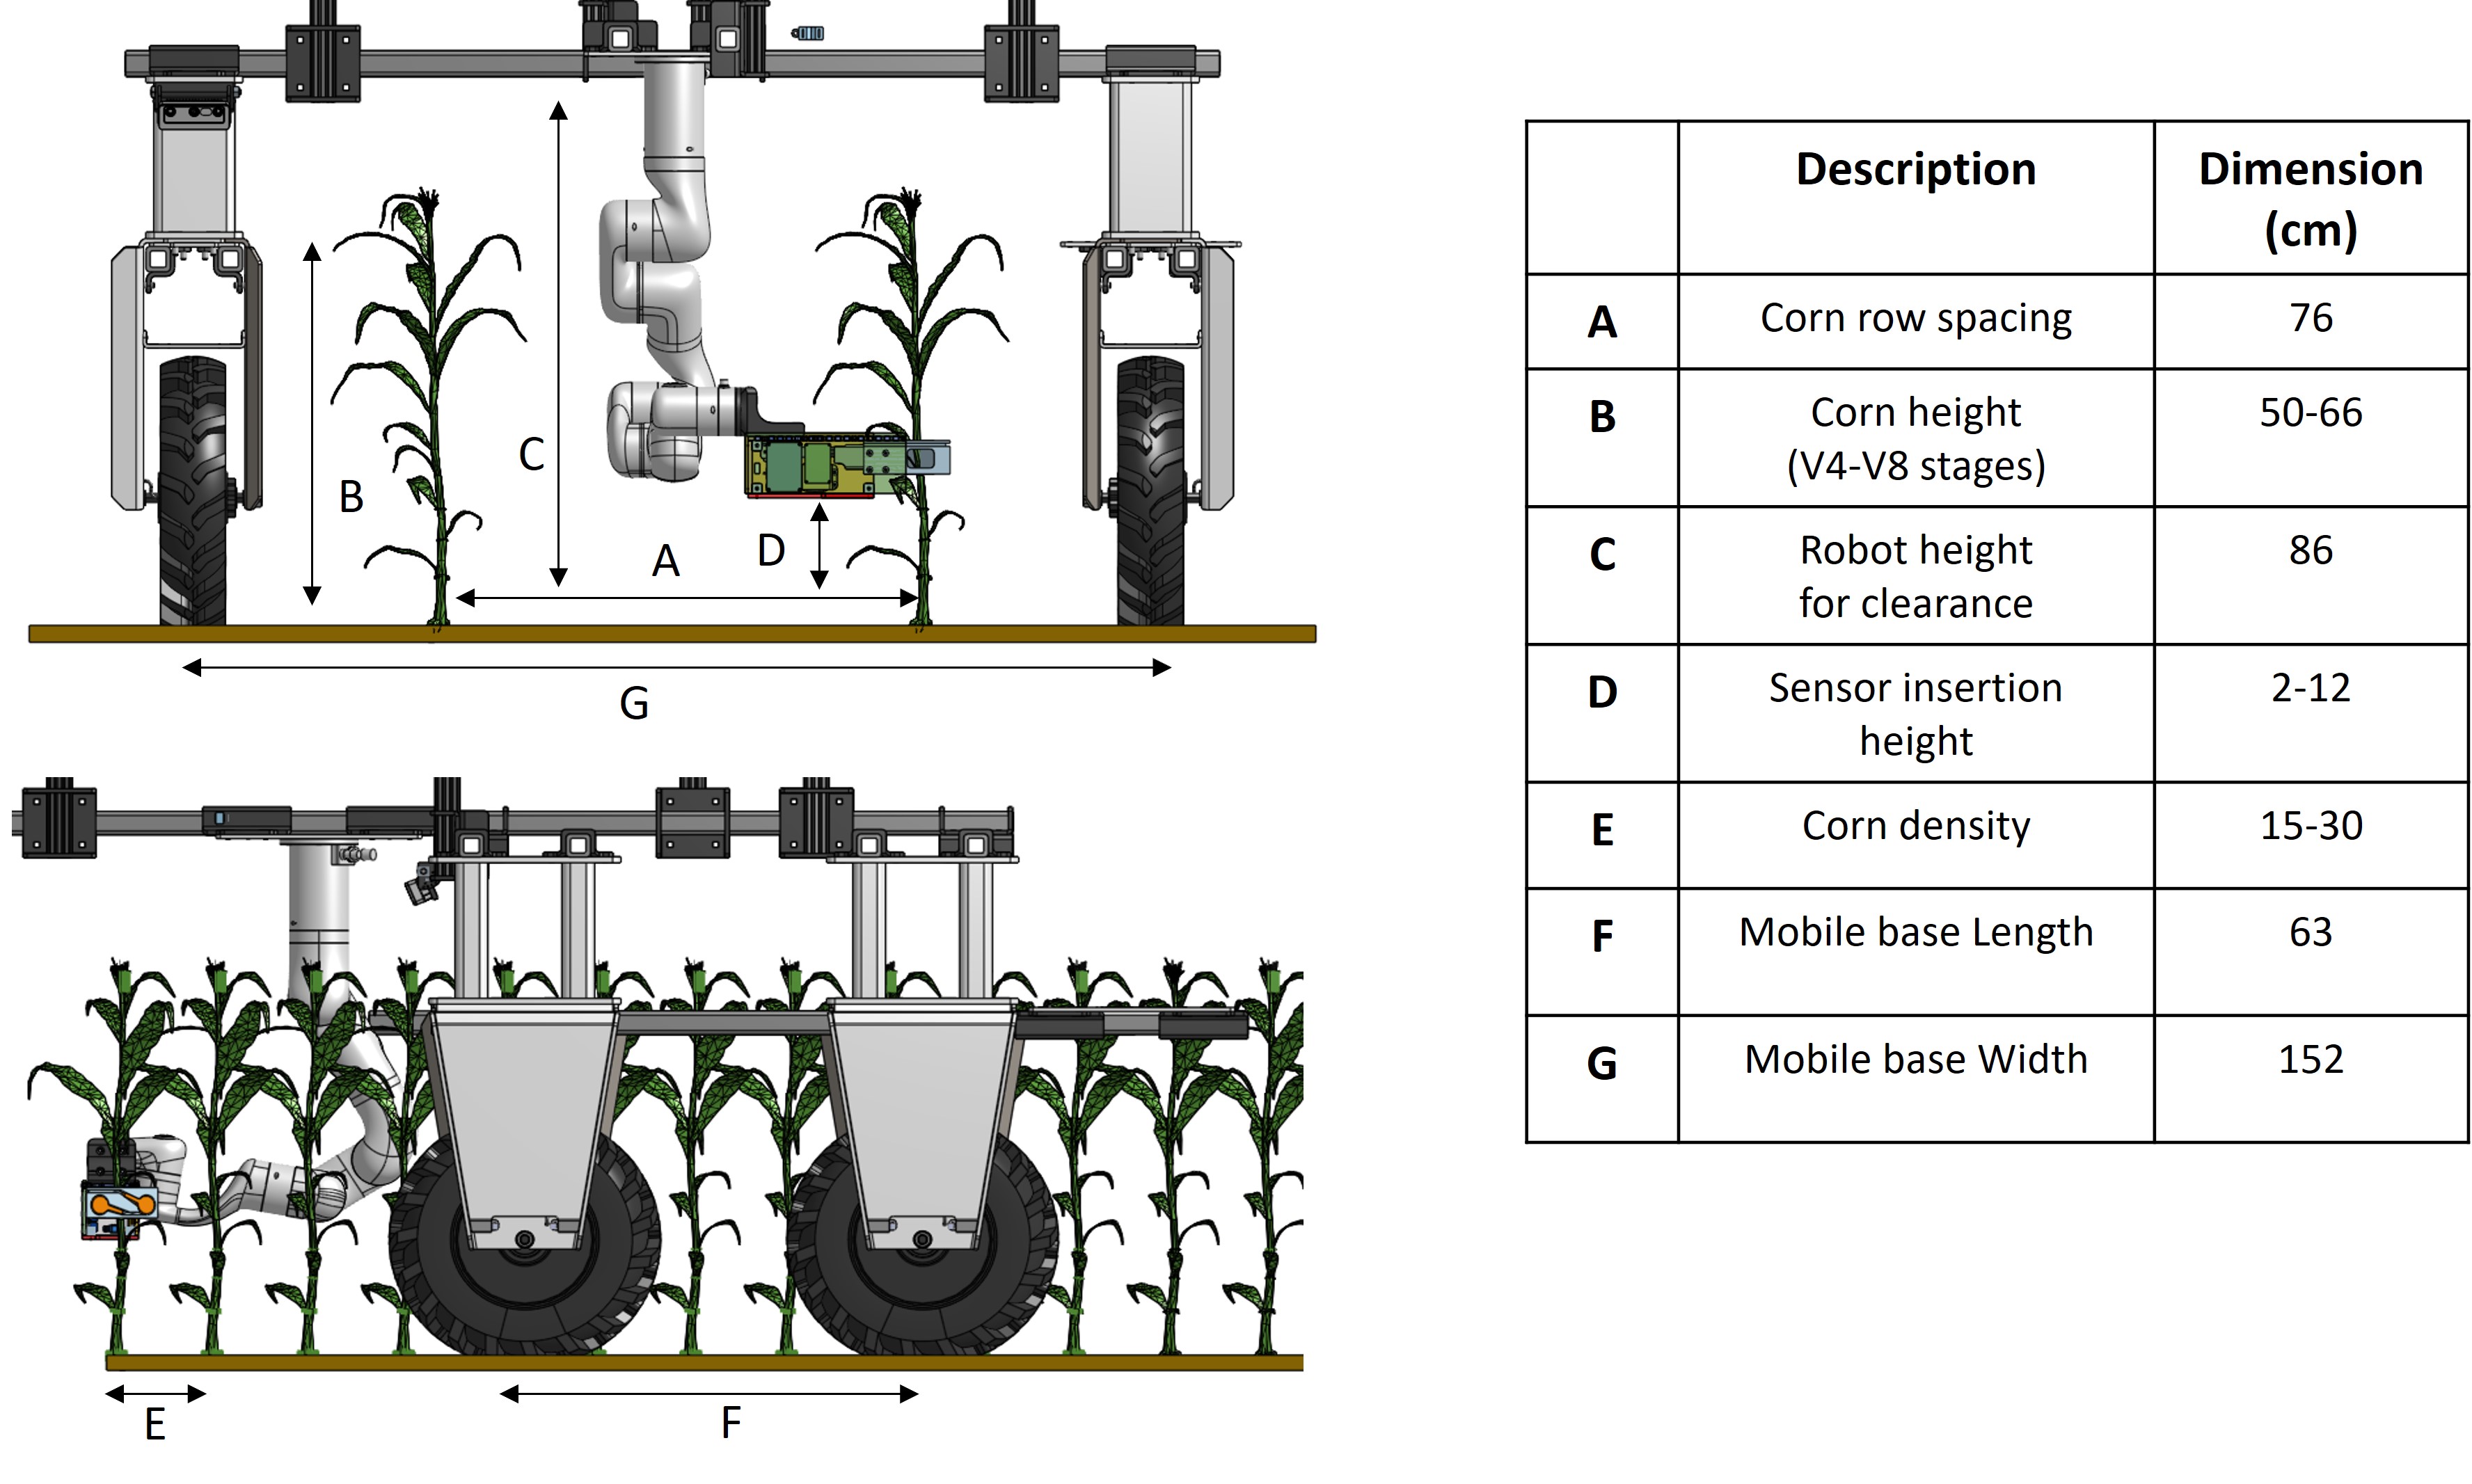 B
C
A
D
G
E
F
Description
Dimension
(cm)
A
Corn row spacing
76
B
Corn height
(V4-V8 stages)
50-66
C
Robot height
for clearance
86
D
Sensor insertion
height
2-12
E
Corn density
15-30
F
Mobile base Length
63
G
Mobile base Width
152